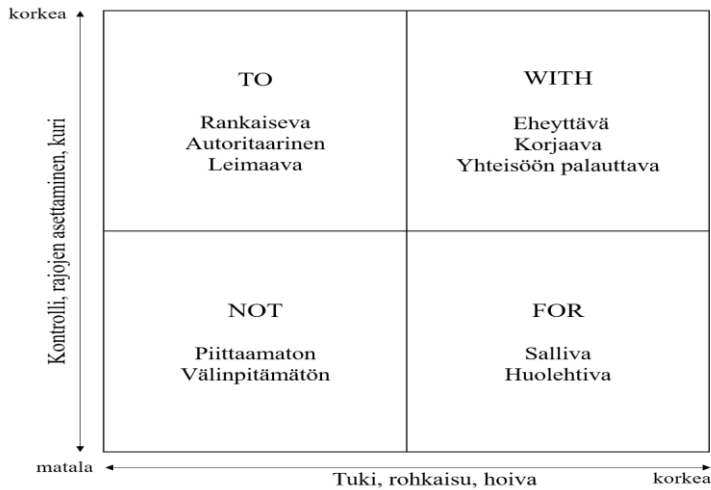 korkea
Kontrolli, rajojen asettaminen, kuri
TO
Rankaiseva
Autoritaarinen
Leimaava
WITH
Eheyttävä
Korjaava
Yhteisöön palauttava
NOT
Piittaamaton
Välinpitämätön
FOR
Salliva
Huolehtiva
matala
Tuki, rohkaisu, hoiva
korkea